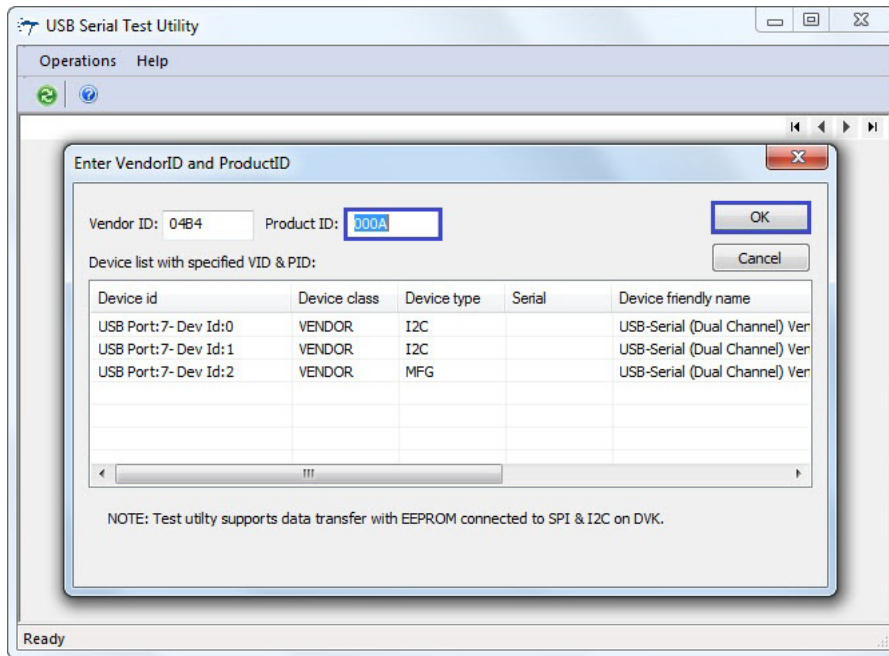 USB Serial Test Utility
Operations Help
Enter VendorID and ProductID
Vendor ID: 04B4 Product ID: 000A OK
Device list with specified VID & PID: Cancel
Device id Device class Device type Serial Device friendly name
USB Port:7- Dev Id:0 VENDOR I2C USB-Serial (Dual Channel) Ven
USB Port:7- Dev Id:1 VENDOR I2C USB-Serial (Dual Channel) Ven
USB Port:7- Dev Id:2 VENDOR MFG USB-Serial (Dual Channel) Ven
NOTE: Test utilty supports data transfer with EEPROM connected to SPI & I2C on DVK.
Ready